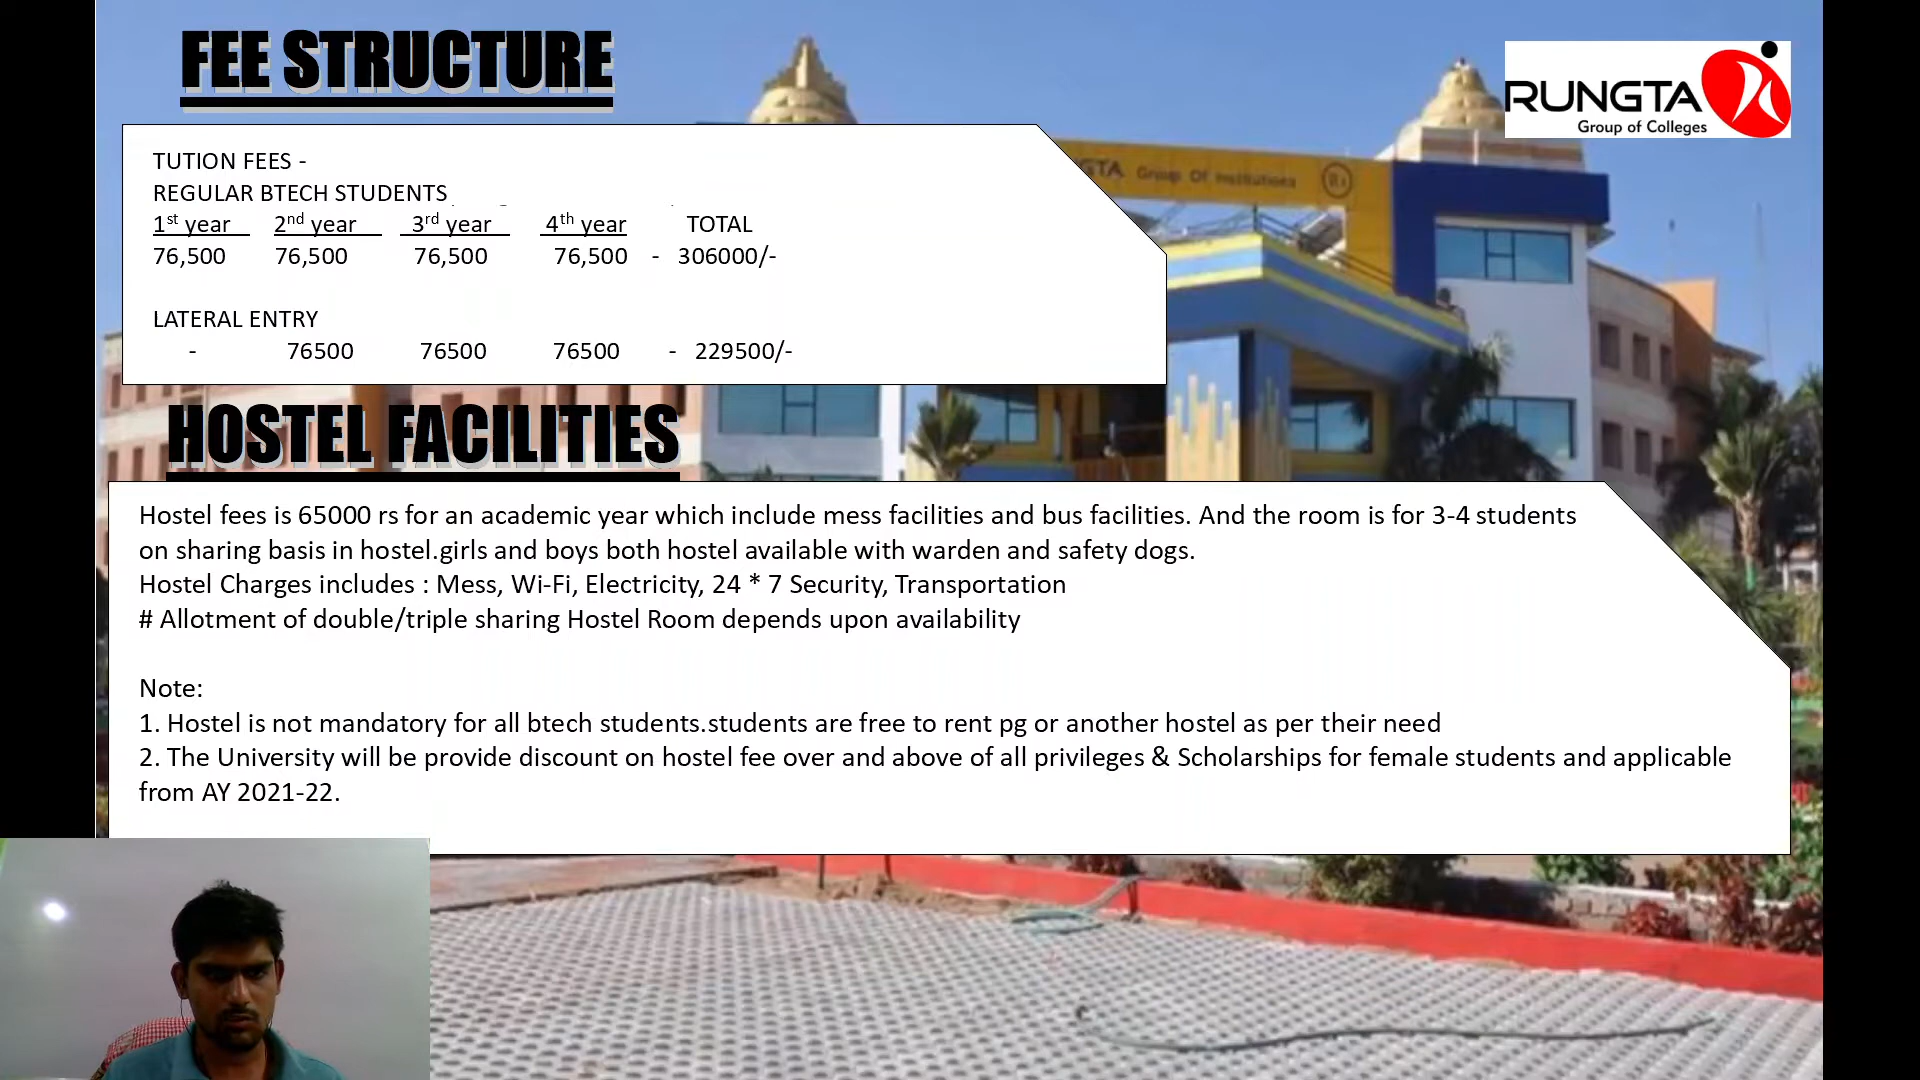 FEE STRUCTURE
RUNGTA
Group of Colleges
GTA Group Of Institutions
TUTION FEES -
REGULAR BTECH STUDENTS
1st year 2nd year 3rd year 4th year TOTAL
76,500 76,500 76,500 76,500 - 306000/-
LATERAL ENTRY
- 76500 76500 76500 - 229500/-
HOSTEL FACILITIES
Hostel fees is 65000 rs for an academic year which include mess facilities and bus facilities. And the room is for 3-4 students
on sharing basis in hostel.girls and boys both hostel available with warden and safety dogs.
Hostel Charges includes : Mess, Wi-Fi, Electricity, 24 * 7 Security, Transportation
# Allotment of double/triple sharing Hostel Room depends upon availability
Note:
1. Hostel is not mandatory for all btech students.students are free to rent pg or another hostel as per their need
2. The University will be provide discount on hostel fee over and above of all privileges & Scholarships for female students and applicable
from AY 2021-22.